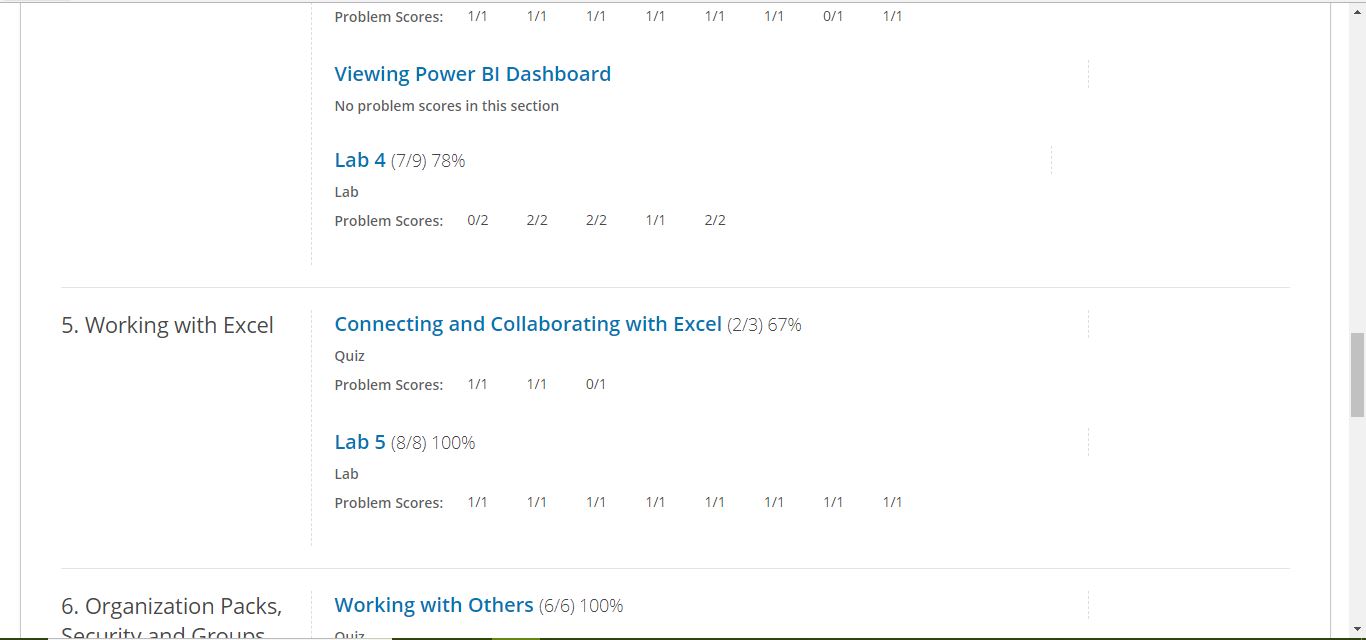 Problem Scores: 1/1 1/1 1/1 1/1 1/1 1/1 0/1 1/1
Viewing Power BI Dashboard
No problem scores in this section
Lab 4 (7/9) 78%
Lab
Problem Scores: 0/2 2/2 2/2 1/1 2/2
5. Working with Excel
Connecting and Collaborating with Excel (2/3) 67%
Quiz
Problem Scores: 1/1 1/1 0/1
Lab 5 (8/8) 100%
Lab
Problem Scores: 1/1 1/1 1/1 1/1 1/1 1/1 1/1 1/1
6. Organization Packs,
Security and Groups
Working with Others (6/6) 100%
Quiz